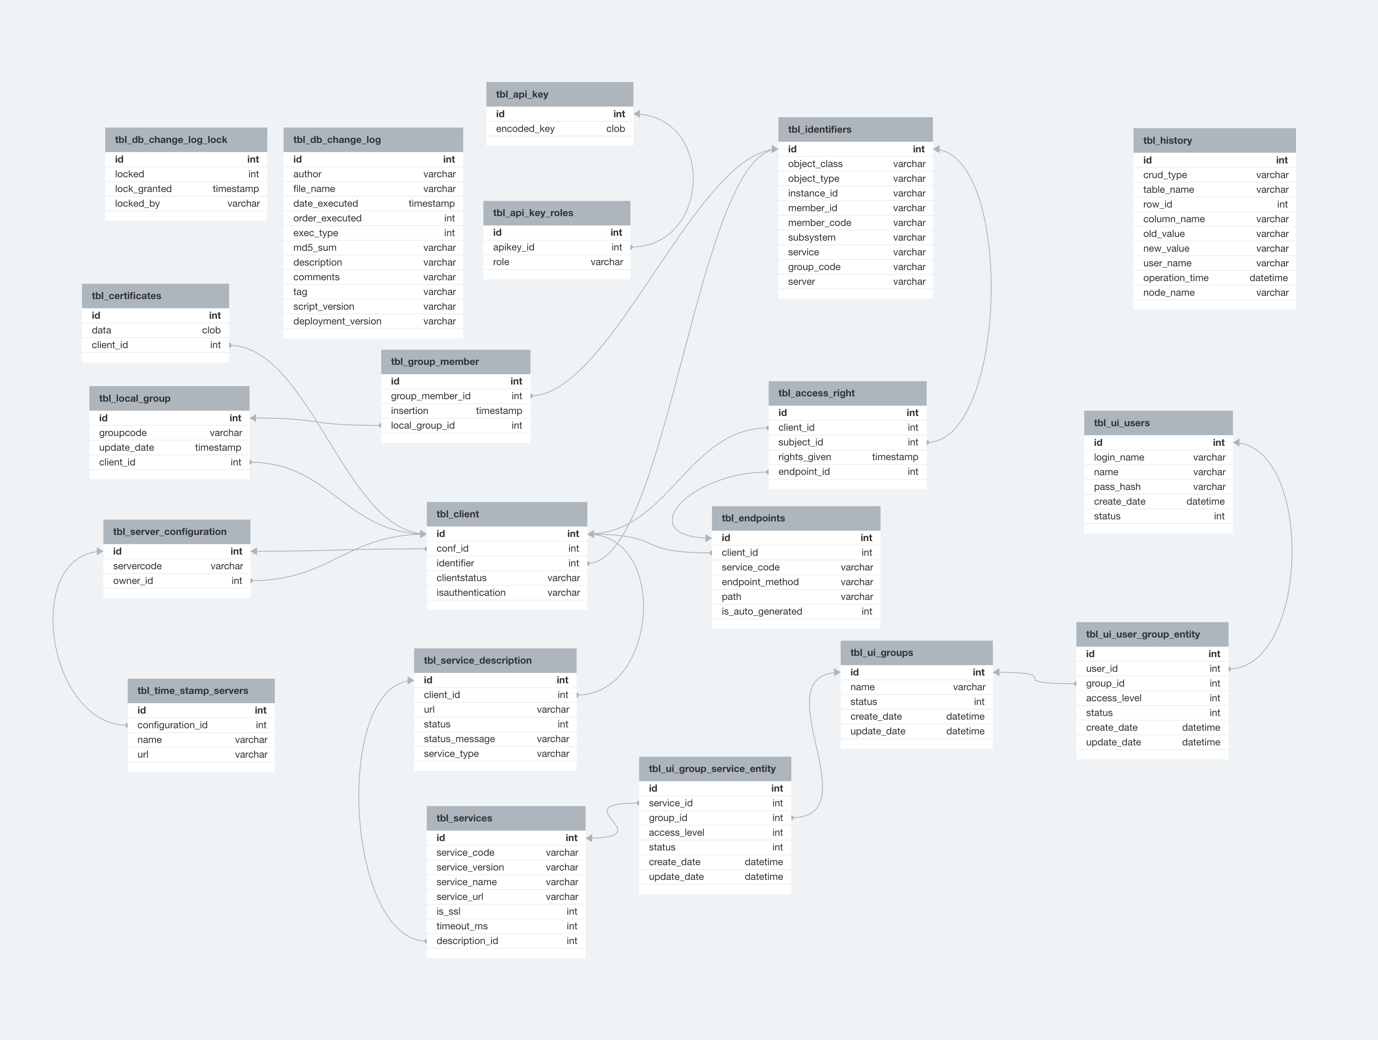 tbl_api_key
id int
encoded_key clob
tbl_identifiers
id int
object_class varchar
object_type varchar
instance_id varchar
member_id varchar
member_code varchar
subsystem varchar
service varchar
group_code varchar
server varchar
tbl_db_change_log_lock
id int
locked int
lock_granted timestamp
locked_by varchar
tbl_db_change_log
id int
author varchar
file_name varchar
date_executed timestamp
order_executed int
exec_type int
md5_sum varchar
description varchar
comments varchar
tag varchar
script_version varchar
deployment_version varchar
tbl_history
id int
crud_type varchar
table_name varchar
row_id int
column_name varchar
old_value varchar
new_value varchar
user_name varchar
operation_time datetime
node_name varchar
tbl_api_key_roles
id int
apikey_id int
role varchar
tbl_certificates
id int
data clob
client_id int
tbl_group_member
id int
group_member_id int
insertion timestamp
local_group_id int
tbl_local_group
id int
groupcode varchar
update_date timestamp
client_id int
tbl_access_right
id int
client_id int
subject_id int
rights_given timestamp
endpoint_id int
tbl_ui_users
id int
login_name varchar
name varchar
pass_hash varchar
create_date datetime
status int
tbl_client
id int
conf_id int
identifier int
clientstatus varchar
isauthentication varchar
tbl_endpoints
id int
client_id int
service_code varchar
endpoint_method varchar
path varchar
is_auto_generated int
tbl_server_configuration
id int
servercode varchar
owner_id int
tbl_ui_user_group_entity
id int
user_id int
group_id int
access_level int
status int
create_date datetime
update_date datetime
tbl_ui_groups
id int
name varchar
status int
create_date datetime
update_date datetime
tbl_service_description
id int
client_id int
url varchar
status int
status_message varchar
service_type varchar
tbl_time_stamp_servers
id int
configuration_id int
name varchar
url varchar
tbl_ui_group_service_entity
id int
service_id int
group_id int
access_level int
status int
create_date datetime
update_date datetime
tbl_services
id int
service_code varchar
service_version varchar
service_name varchar
service_url varchar
is_ssl int
timeout_ms int
description_id int